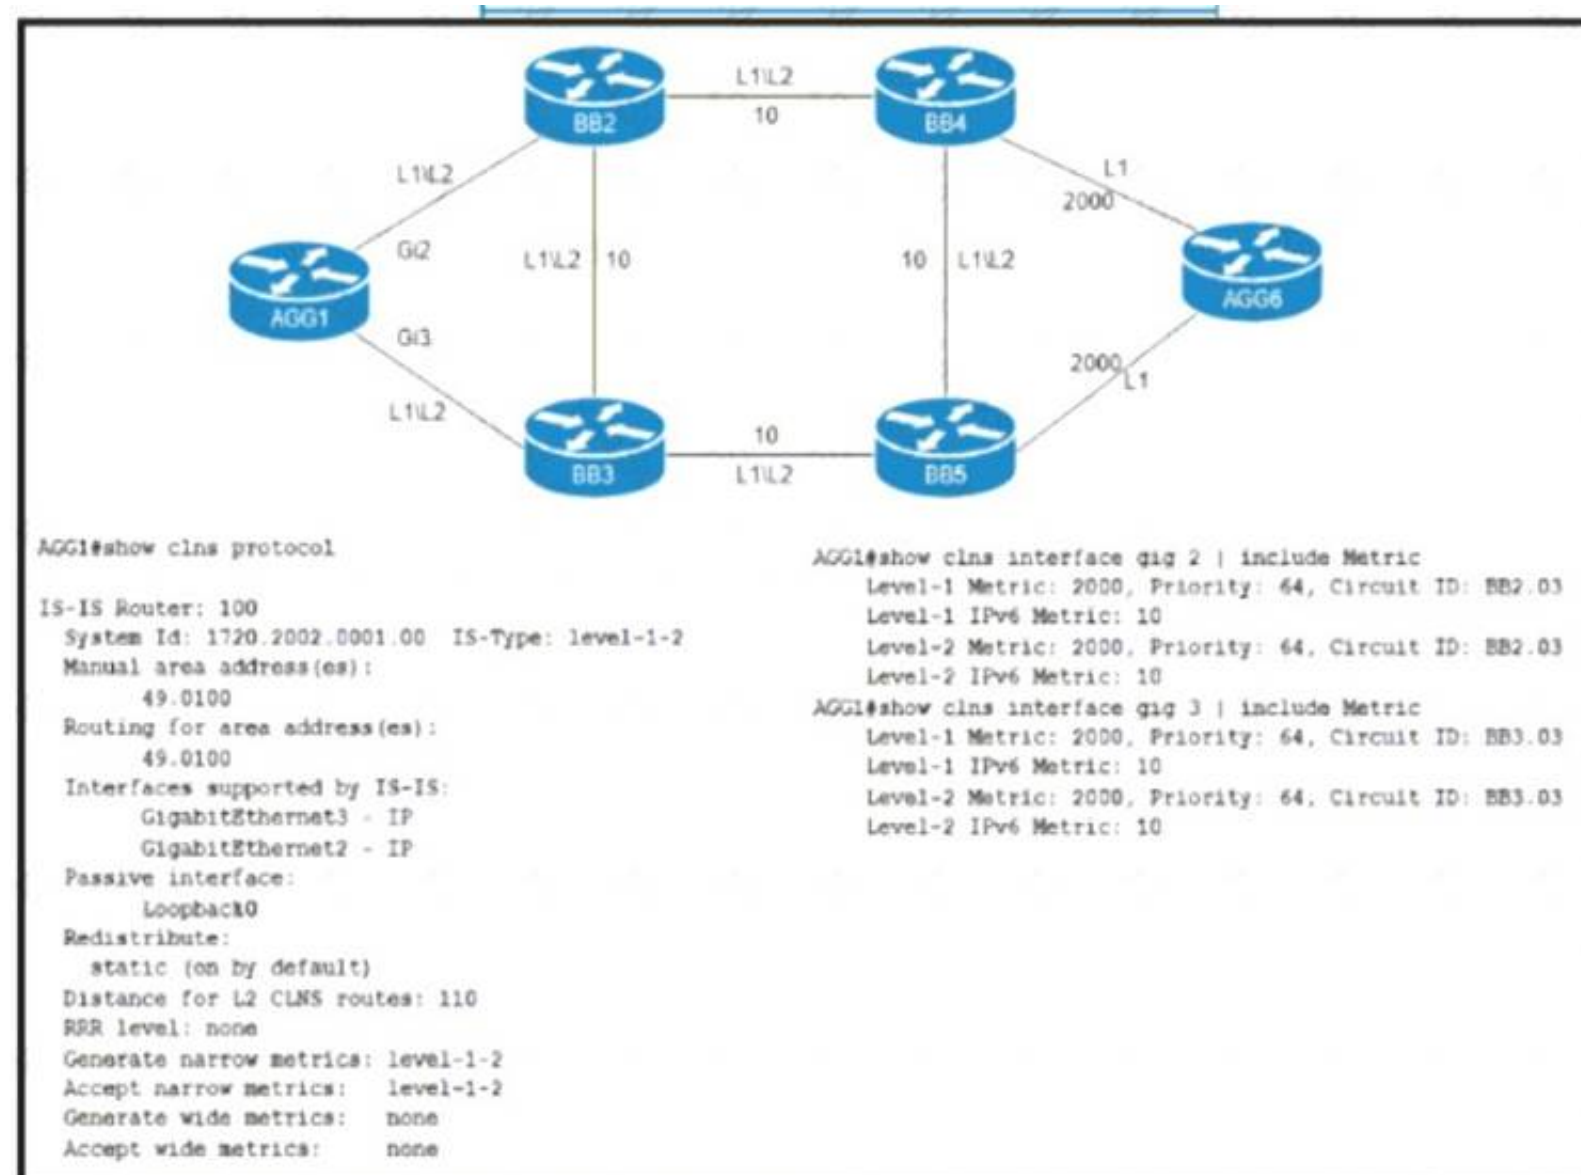 L1\L2
10
BB2
BB4
L1\L2
L1
2000
Gi2
L1\L2
10
10
L1\L2
AGG1
AGG6
Gi3
2000
L1
L1\L2
10
BB3
L1\L2
BB5
AGG1#show clns protocol
IS-IS Router: 100
System Id: 1720.2002.0001.00 IS-Type: level-1-2
Manual area address(es):
49.0100
Routing for area address(es):
49.0100
Interfaces supported by IS-IS:
GigabitEthernet3 - IP
GigabitEthernet2 - IP
Passive interface:
Loopback0
Redistribute:
static (on by default)
Distance for L2 CLNS routes: 110
RRR level: none
Generate narrow metrics: level-1-2
Accept narrow metrics: level-1-2
Generate wide metrics: none
Accept wide metrics: none
AGG1#show clns interface gig 2 | include Metric
Level-1 Metric: 2000, Priority: 64, Circuit ID: BB2.03
Level-1 IPv6 Metric: 10
Level-2 Metric: 2000, Priority: 64, Circuit ID: BB2.03
Level-2 IPv6 Metric: 10
AGG1#show clns interface gig 3 | include Metric
Level-1 Metric: 2000, Priority: 64, Circuit ID: BB3.03
Level-1 IPv6 Metric: 10
Level-2 Metric: 2000, Priority: 64, Circuit ID: BB3.03
Level-2 IPv6 Metric: 10